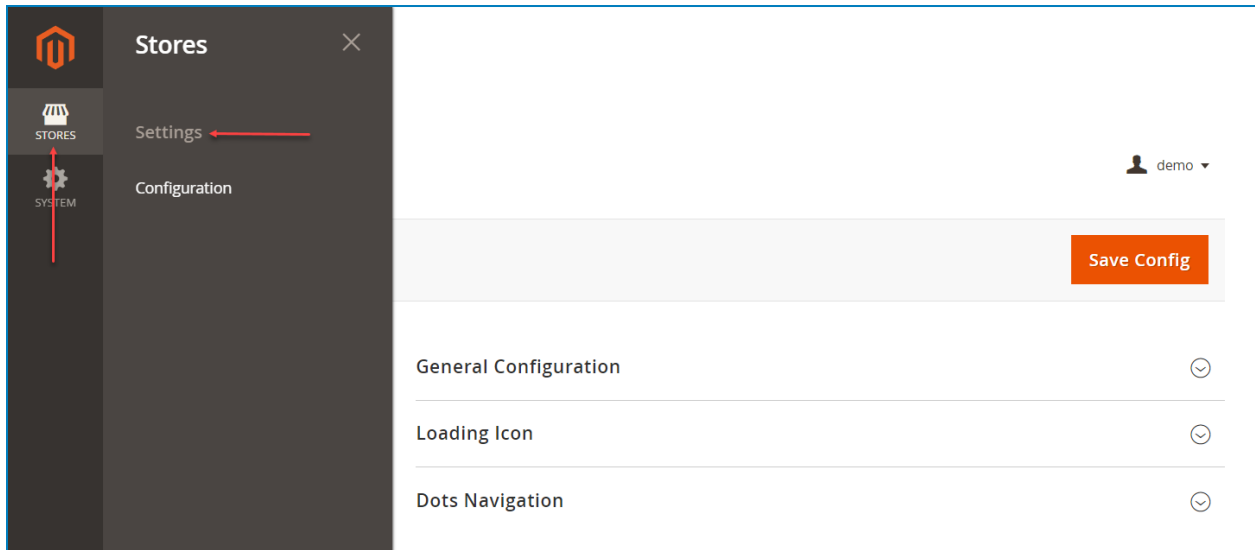 Stores
STORES
Settings
Configuration
SYSTEM
demo
Save Config
General Configuration
Loading Icon
Dots Navigation